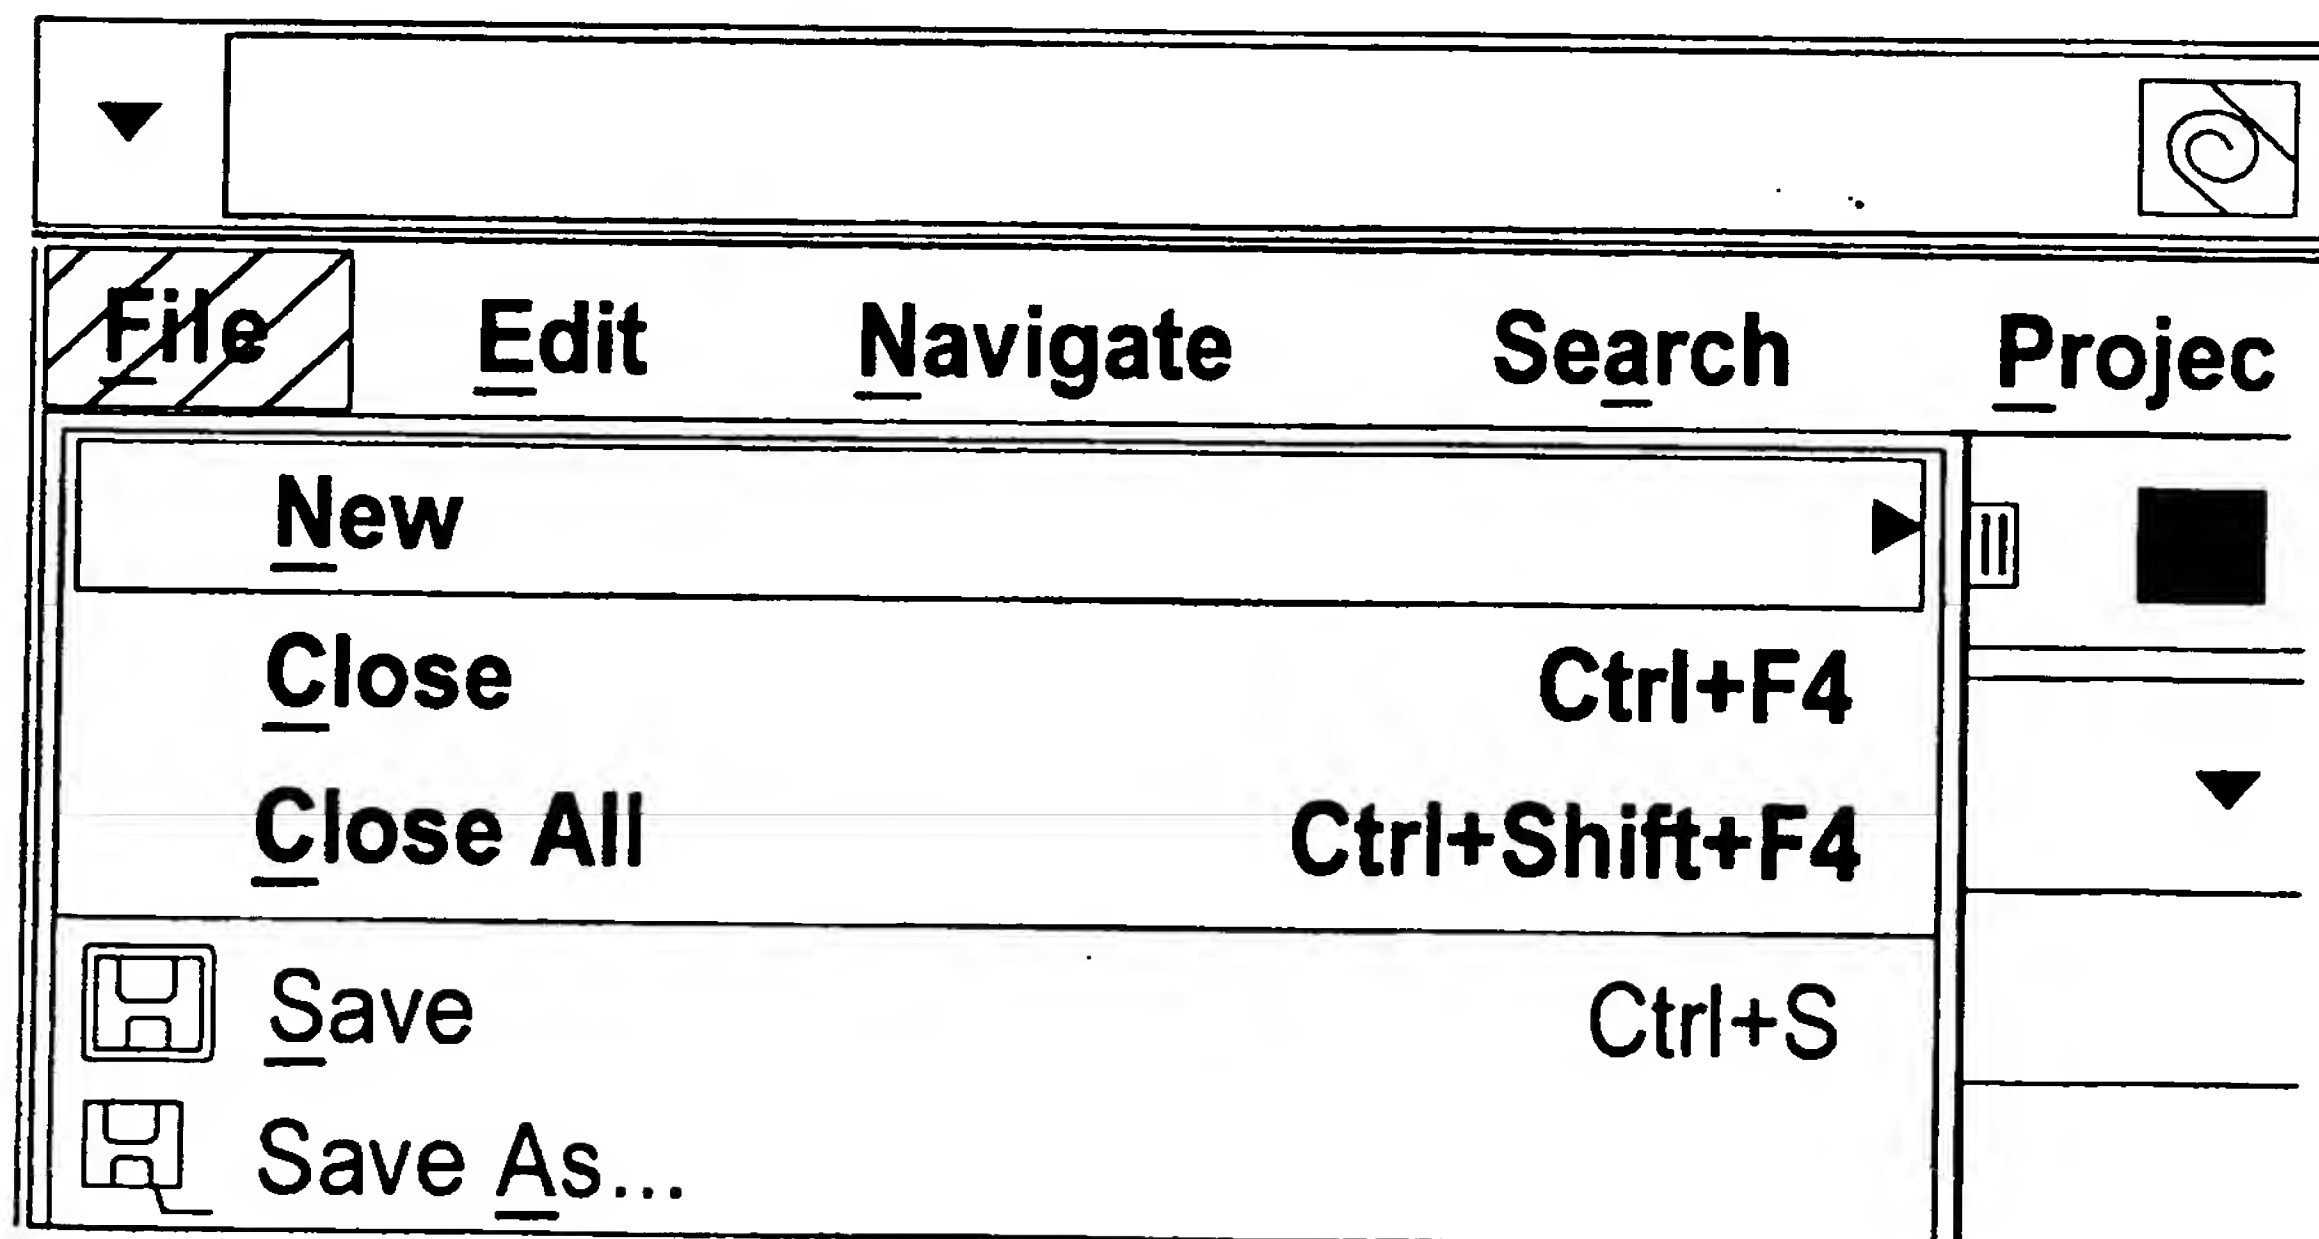 File Edit Navigate Search Projec
New
Close Ctrl+F4
Close All Ctrl+Shift+F4
Save Ctrl+S
Save As...